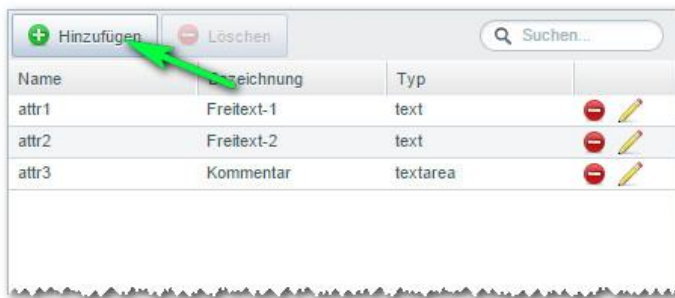 Hinzufügen Löschen Suchen...
Name Bezeichnung Typ
attr1 Freitext-1 text
attr2 Freitext-2 text
attr3 Kommentar textarea